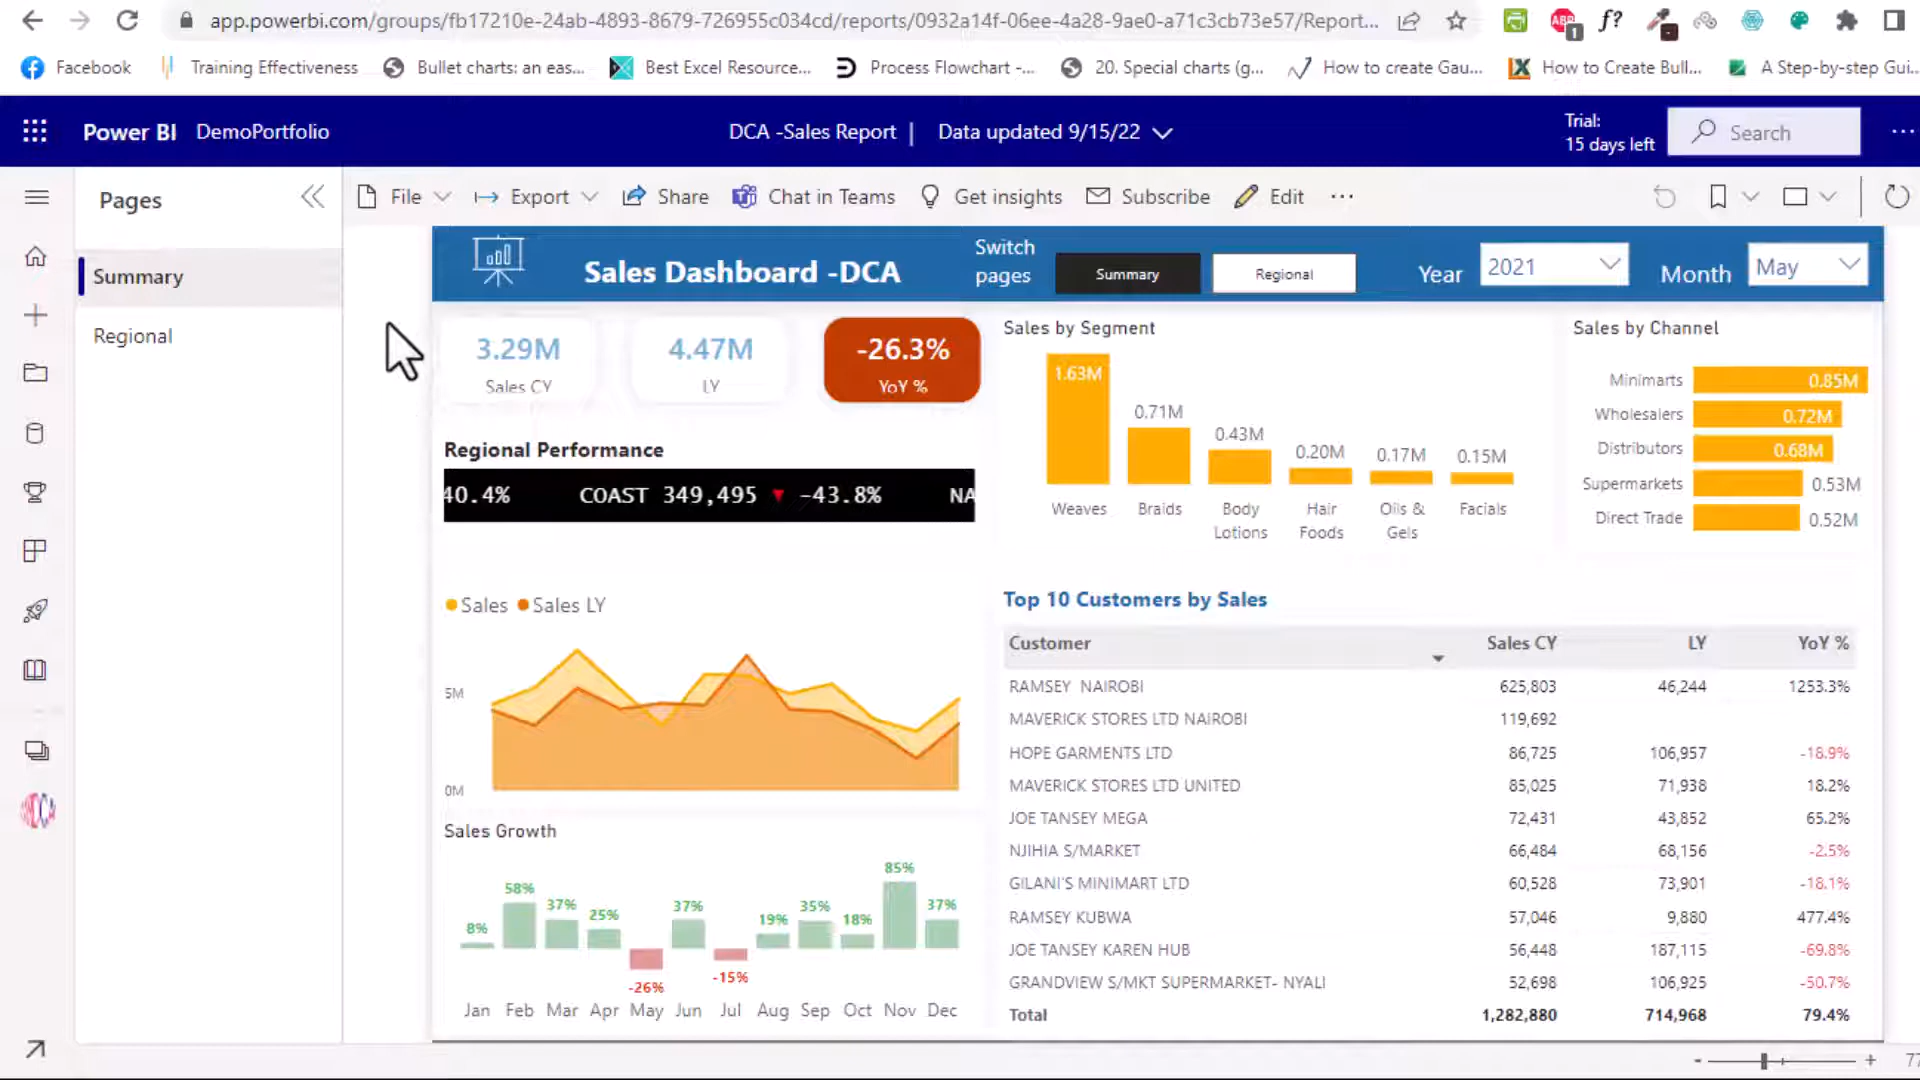 app.powerbi.com/groups/fb17210e-24ab-4893-8679-726955c034cd/reports/0932a14f-06ee-4a28-9ae0-a71c3cb73e57/Report...
ABP
1
f?
Facebook
Training Effectiveness
Bullet charts: an eas...
Best Excel Resource...
Process Flowchart -...
20. Special charts (g...
How to create Gau...
How to Create Bull...
A Step-by-step Gui...
Power BI
DemoPortfolio
DCA -Sales Report | Data updated 9/15/22
Trial:
15 days left
Search
Pages
File
Export
Share
Chat in Teams
Get insights
Subscribe
Edit
Summary
Regional
Sales Dashboard -DCA
Switch
pages
Summary
Regional
Year
2021
Month
May
3.29M
Sales CY
4.47M
LY
-26.3%
YoY %
Regional Performance
40.4% COAST 349,495 ▼ -43.8% NA
Sales by Segment
1.63M
0.71M
0.43M
0.20M
0.17M
0.15M
Weaves
Braids
Body
Lotions
Hair
Foods
Oils &
Gels
Facials
Sales by Channel
Minimarts 0.85M
Wholesalers 0.72M
Distributors 0.68M
Supermarkets 0.53M
Direct Trade 0.52M
Sales Sales LY
5M
0M
Sales Growth
8%
58%
37%
25%
-26%
37%
-15%
19%
35%
18%
85%
37%
Jan Feb Mar Apr May Jun Jul Aug Sep Oct Nov Dec
Top 10 Customers by Sales
Customer Sales CY LY YoY %
RAMSEY NAIROBI 625,803 46,244 1253.3%
MAVERICK STORES LTD NAIROBI 119,692
HOPE GARMENTS LTD 86,725 106,957 -18.9%
MAVERICK STORES LTD UNITED 85,025 71,938 18.2%
JOE TANSEY MEGA 72,431 43,852 65.2%
NJIHIA S/MARKET 66,484 68,156 -2.5%
GILANI'S MINIMART LTD 60,528 73,901 -18.1%
RAMSEY KUBWA 57,046 9,880 477.4%
JOE TANSEY KAREN HUB 56,448 187,115 -69.8%
GRANDVIEW S/MKT SUPERMARKET- NYALI 52,698 106,925 -50.7%
Total 1,282,880 714,968 79.4%
DCA
- + 77